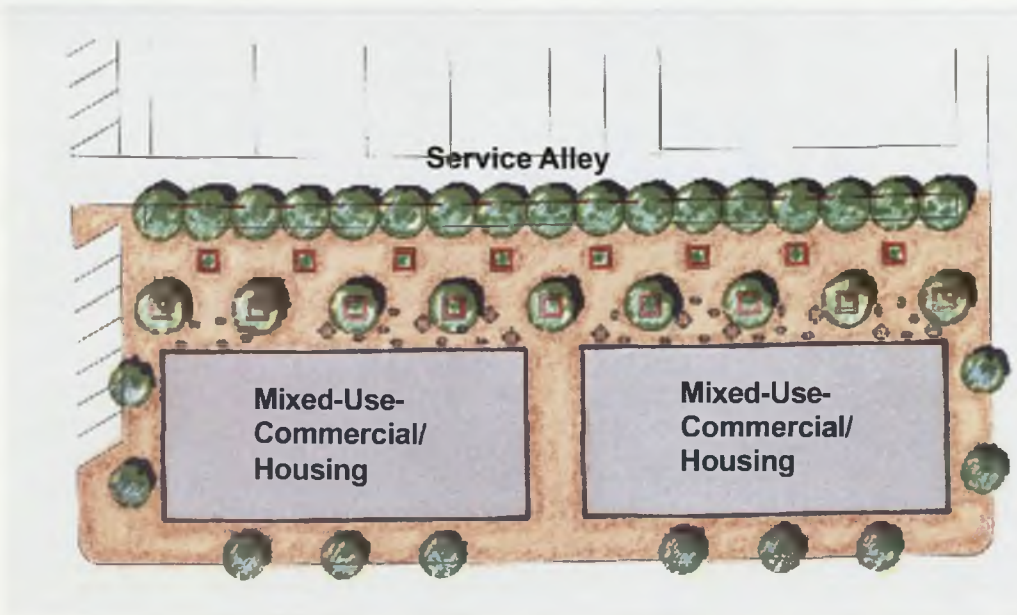 Service Alley
Mixed-Use-
Commercial/
Housing
Mixed-Use-
Commercial/
Housing